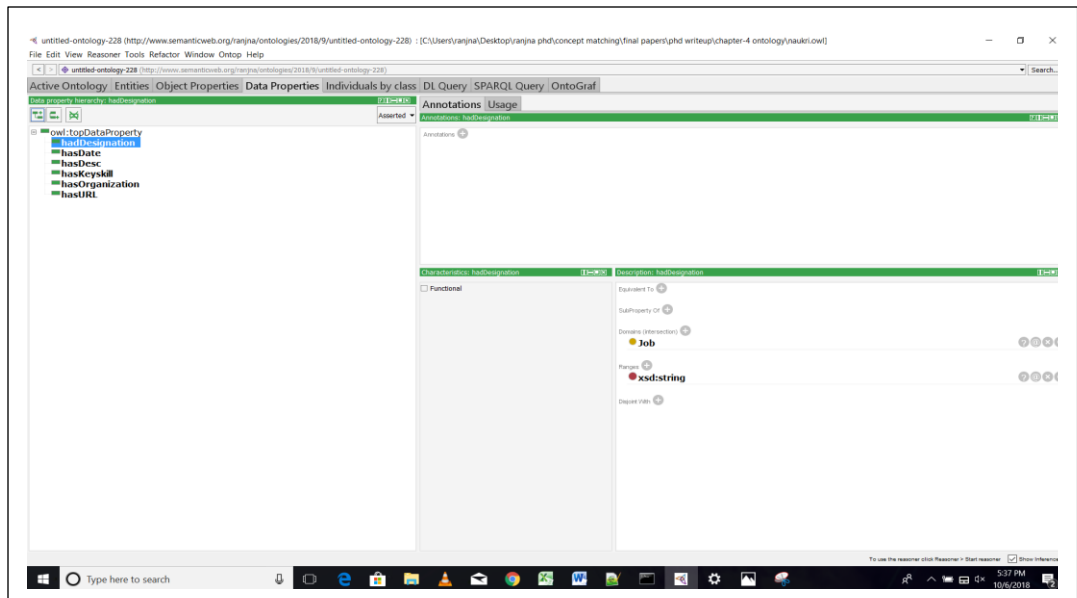 untitled-ontology-228 (http://www.semanticweb.org/ranjna/ontologies/2018/9/untitled-ontology-228) : [C:\Users\ranjna\Desktop\ranjna phd\concept matching\final papers\phd writeup\chapter-4 ontology\naukri.owl]
File Edit View Reasoner Tools Refactor Window Ontop Help
< > untitled-ontology-228 (http://www.semanticweb.org/ranjna/ontologies/2018/9/untitled-ontology-228) Search...
Active Ontology Entities Object Properties Data Properties Individuals by class DL Query SPARQL Query OntoGraf
Data property hierarchy: hadDesignation
Asserted
owl:topDataProperty
hadDesignation
hasDate
hasDesc
hasKeyskill
hasOrganization
hasURL
Annotations Usage
Annotations: hadDesignation
Annotations
Characteristics: hadDesignation
Functional
Description: hadDesignation
Equivalent To
SubProperty Of
Domains (intersection)
Job
Ranges
xsd:string
Disjoint With
To use the reasoner click Reasoner > Start reasoner Show Inference
Type here to search
5:37 PM
10/6/2018